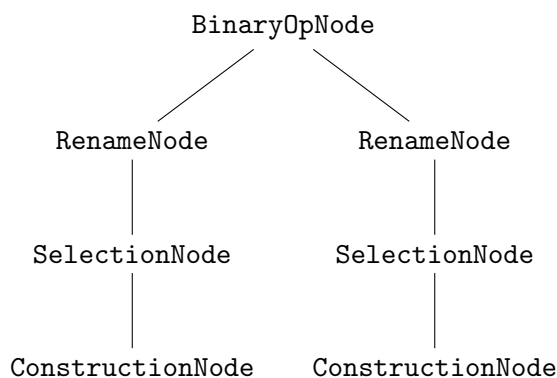 BinaryOpNode
RenameNode RenameNode
SelectionNode SelectionNode
ConstructionNode ConstructionNode